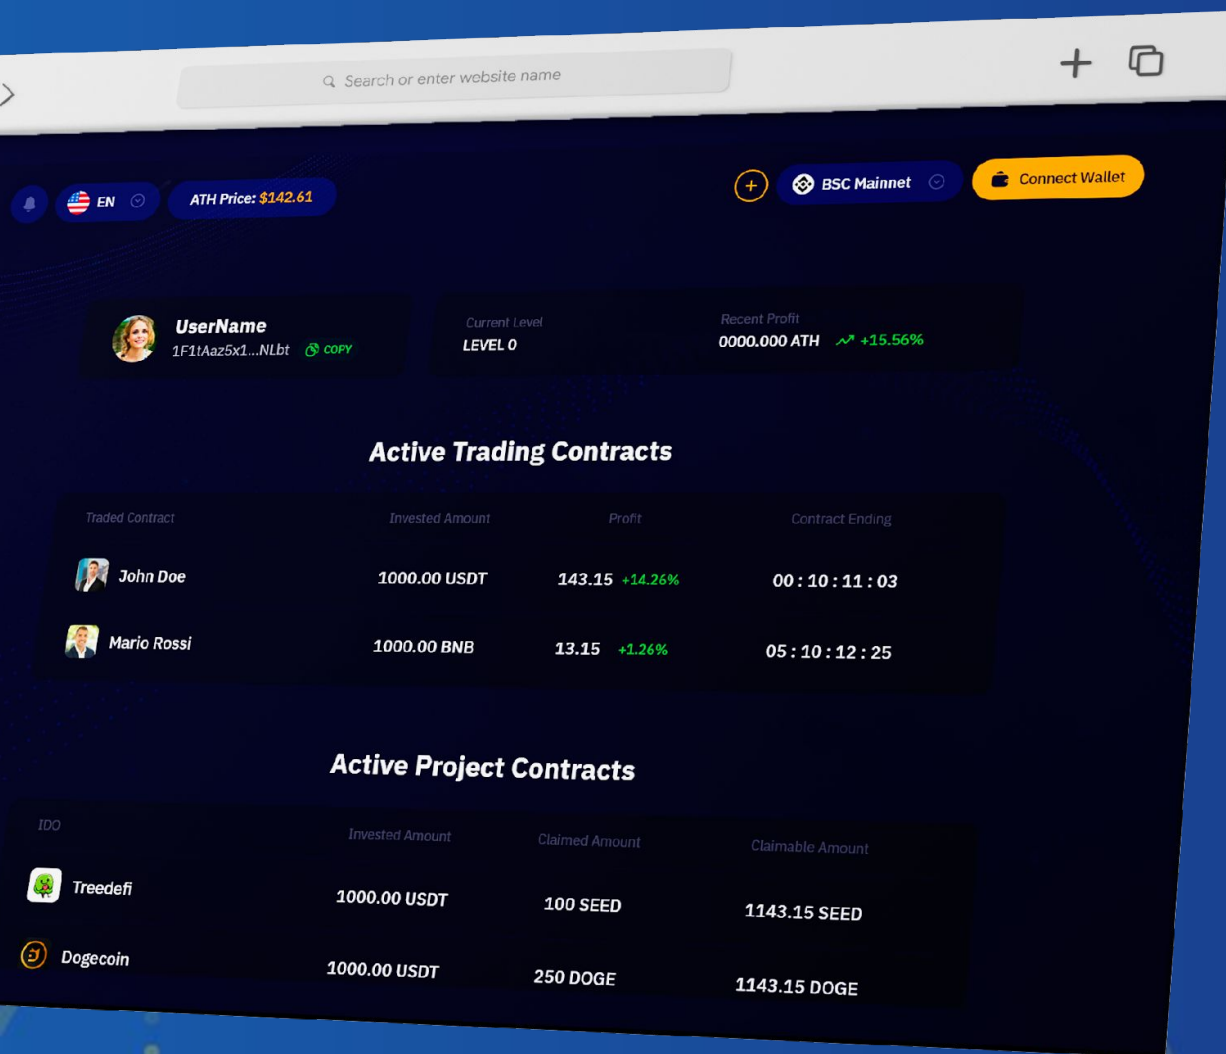 Search or enter website name
EN
ATH Price: $142.61
BSC Mainnet
Connect Wallet
UserName
1F1tAaz5x1...NLbt COPY
Current Level
LEVEL 0
Recent Profit
0000.000 ATH +15.56%
Active Trading Contracts
Traded Contract Invested Amount Profit Contract Ending
John Doe 1000.00 USDT 143.15 +14.26% 00 : 10 : 11 : 03
Mario Rossi 1000.00 BNB 13.15 +1.26% 05 : 10 : 12 : 25
Active Project Contracts
IDO Invested Amount Claimed Amount Claimable Amount
Treedefi 1000.00 USDT 100 SEED 1143.15 SEED
Dogecoin 1000.00 USDT 250 DOGE 1143.15 DOGE